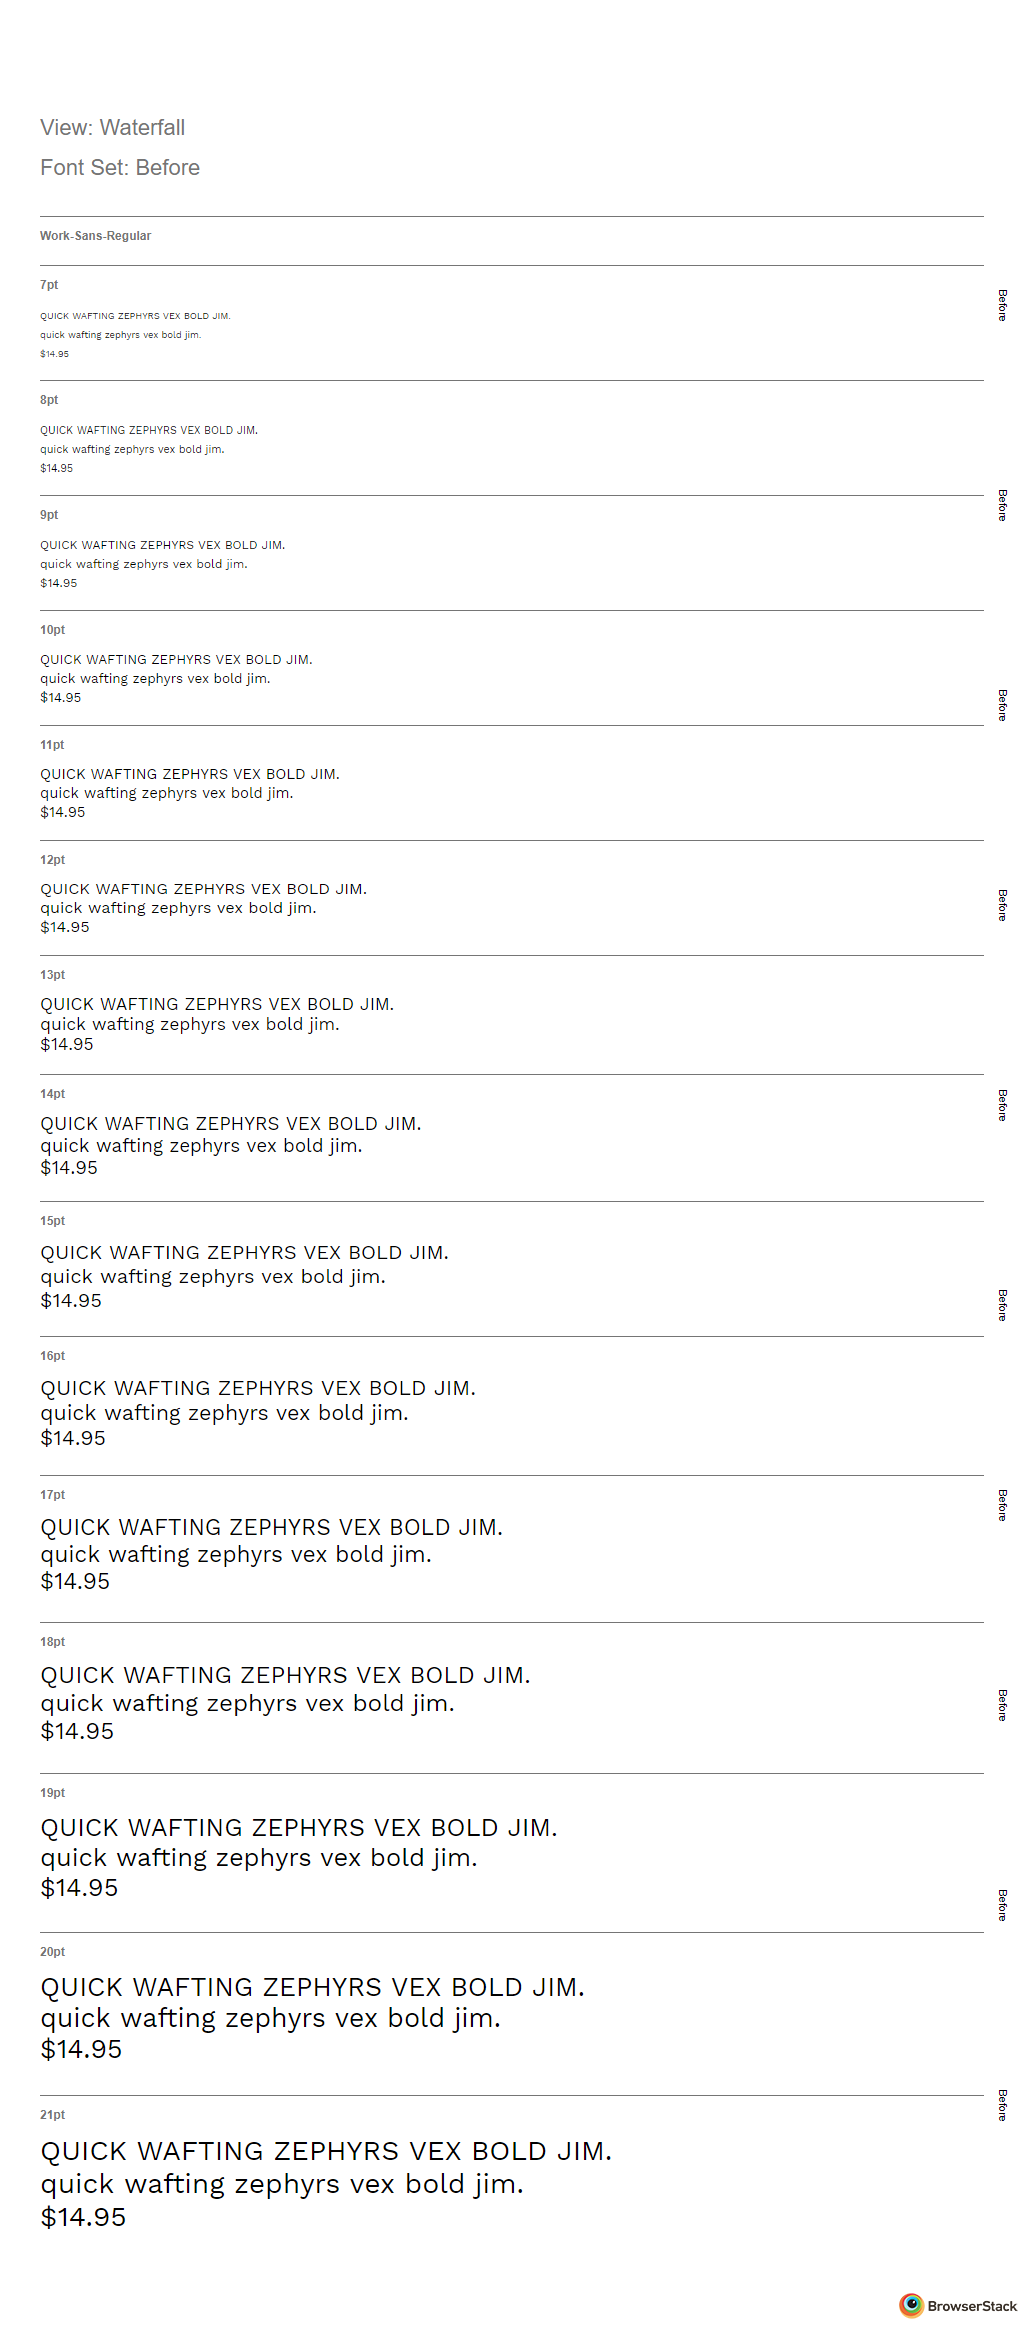 View: Waterfall
Font Set: Before
Work-Sans-Regular
7pt
QUICK WAFTING ZEPHYRS VEX BOLD JIM.
quick wafting zephyrs vex bold jim.
$14.95
Before
8pt
QUICK WAFTING ZEPHYRS VEX BOLD JIM.
quick wafting zephyrs vex bold jim.
$14.95
Before
9pt
QUICK WAFTING ZEPHYRS VEX BOLD JIM.
quick wafting zephyrs vex bold jim.
$14.95
10pt
QUICK WAFTING ZEPHYRS VEX BOLD JIM.
quick wafting zephyrs vex bold jim.
$14.95
Before
11pt
QUICK WAFTING ZEPHYRS VEX BOLD JIM.
quick wafting zephyrs vex bold jim.
$14.95
12pt
QUICK WAFTING ZEPHYRS VEX BOLD JIM.
quick wafting zephyrs vex bold jim.
$14.95
Before
13pt
QUICK WAFTING ZEPHYRS VEX BOLD JIM.
quick wafting zephyrs vex bold jim.
$14.95
14pt
QUICK WAFTING ZEPHYRS VEX BOLD JIM.
quick wafting zephyrs vex bold jim.
$14.95
Before
15pt
QUICK WAFTING ZEPHYRS VEX BOLD JIM.
quick wafting zephyrs vex bold jim.
$14.95
Before
16pt
QUICK WAFTING ZEPHYRS VEX BOLD JIM.
quick wafting zephyrs vex bold jim.
$14.95
17pt
QUICK WAFTING ZEPHYRS VEX BOLD JIM.
quick wafting zephyrs vex bold jim.
$14.95
Before
18pt
QUICK WAFTING ZEPHYRS VEX BOLD JIM.
quick wafting zephyrs vex bold jim.
$14.95
Before
19pt
QUICK WAFTING ZEPHYRS VEX BOLD JIM.
quick wafting zephyrs vex bold jim.
$14.95
Before
20pt
QUICK WAFTING ZEPHYRS VEX BOLD JIM.
quick wafting zephyrs vex bold jim.
$14.95
Before
21pt
QUICK WAFTING ZEPHYRS VEX BOLD JIM.
quick wafting zephyrs vex bold jim.
$14.95
BrowserStack